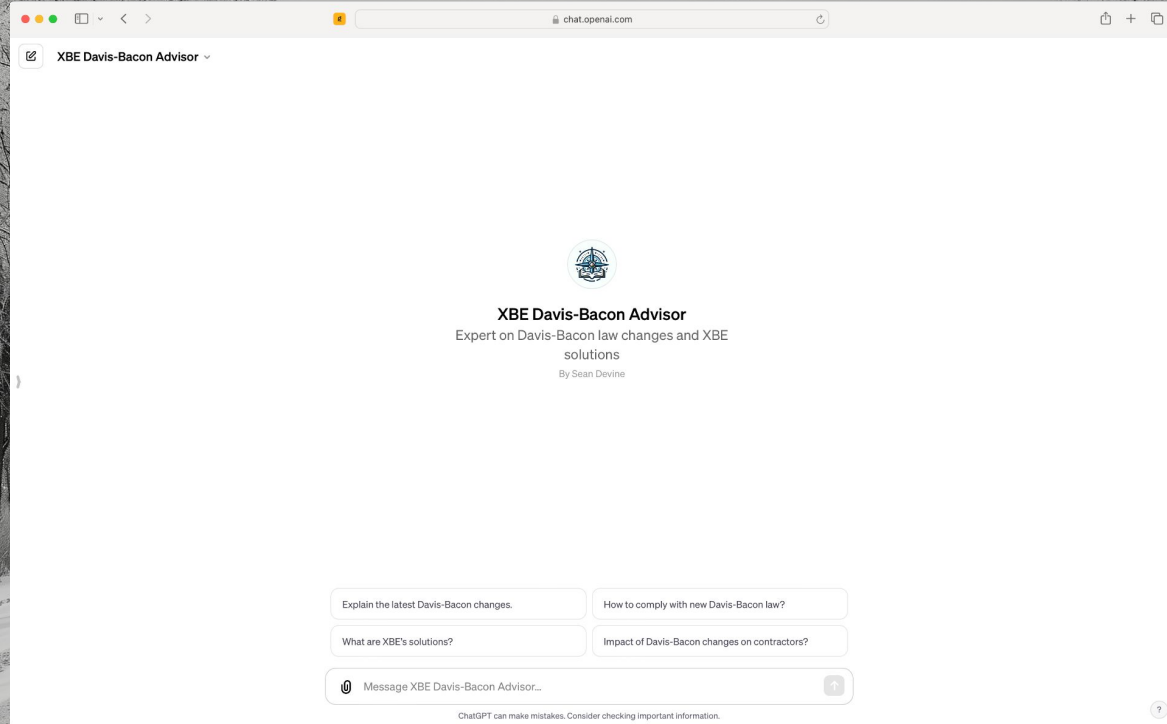 chat.openai.com
XBE Davis-Bacon Advisor
XBE Davis-Bacon Advisor
Expert on Davis-Bacon law changes and XBE
solutions
By Sean Devine
Explain the latest Davis-Bacon changes.
How to comply with new Davis-Bacon law?
What are XBE's solutions?
Impact of Davis-Bacon changes on contractors?
Message XBE Davis-Bacon Advisor...
ChatGPT can make mistakes. Consider checking important information.
?